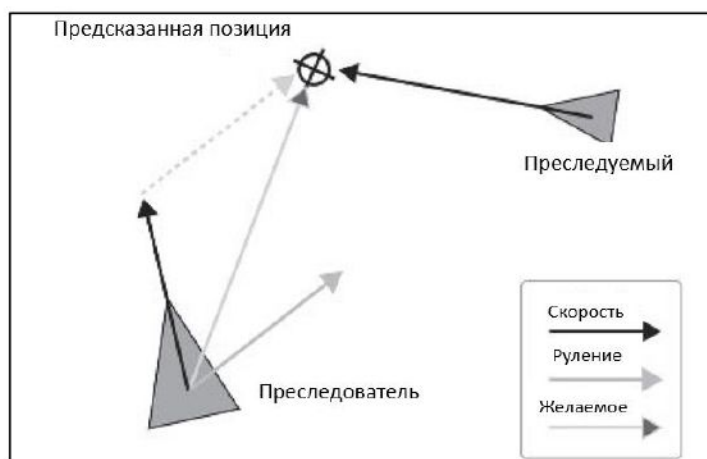 Предсказанная позиция
Преследуемый
Преследователь
Скорость
Руление
Желаемое